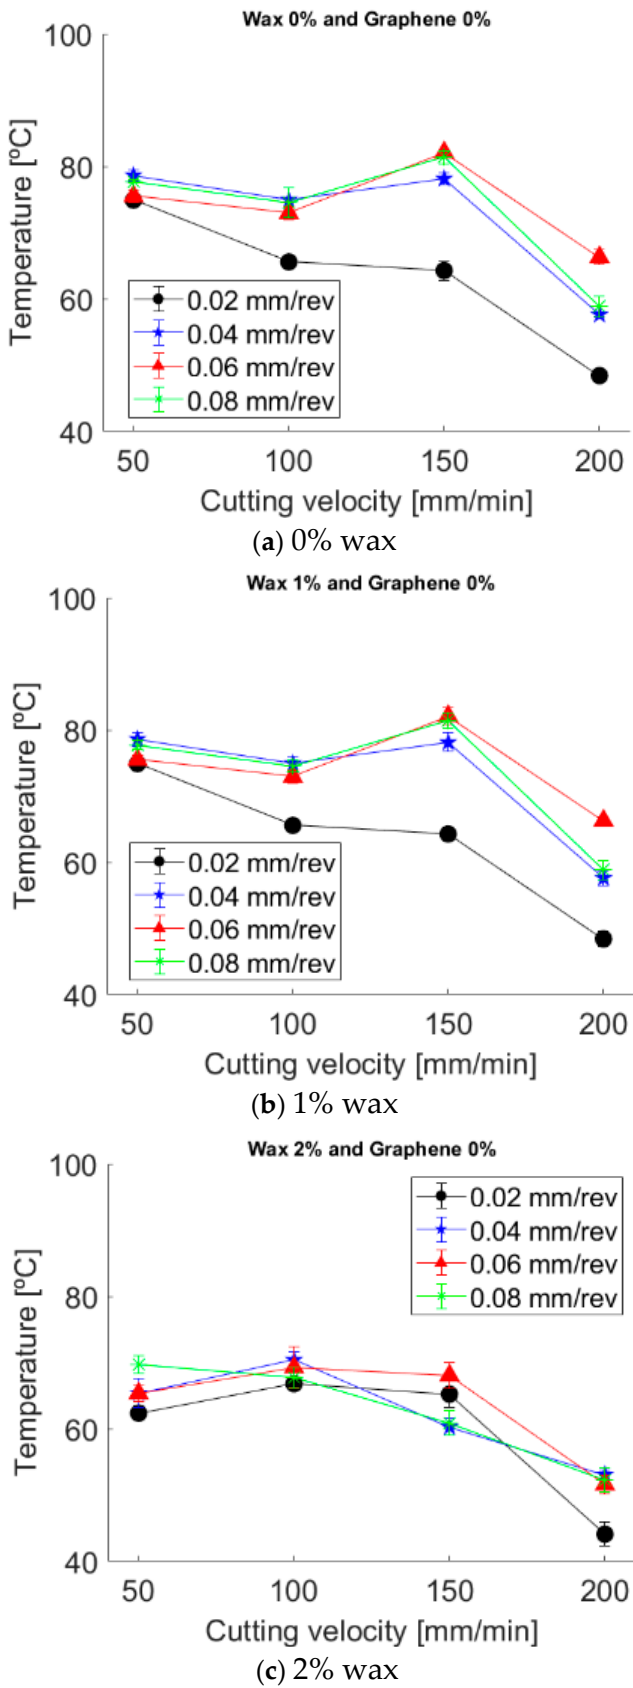 Wax 0% and Graphene 0%
100
80
60
40
Temperature [ºC]
0.02 mm/rev
0.04 mm/rev
0.06 mm/rev
0.08 mm/rev
50 100 150 200
Cutting velocity [mm/min]
(a) 0% wax
Wax 1% and Graphene 0%
100
80
60
40
Temperature [ºC]
0.02 mm/rev
0.04 mm/rev
0.06 mm/rev
0.08 mm/rev
50 100 150 200
Cutting velocity [mm/min]
(b) 1% wax
Wax 2% and Graphene 0%
100
80
60
40
Temperature [ºC]
0.02 mm/rev
0.04 mm/rev
0.06 mm/rev
0.08 mm/rev
50 100 150 200
Cutting velocity [mm/min]
(c) 2% wax